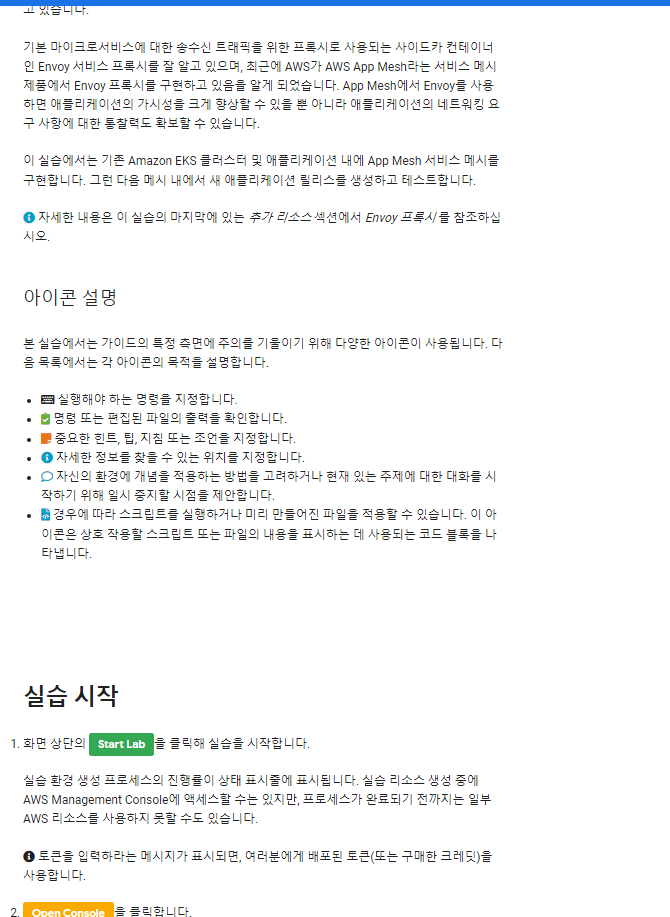 고 있습니다.
기본 마이크로서비스에 대한 송수신 트래픽을 위한 프록시로 사용되는 사이드카 컨테이너
인 Envoy 서비스 프록시를 잘 알고 있으며, 최근에 AWS가 AWS App Mesh라는 서비스 메시
제품에서 Envoy 프록시를 구현하고 있음을 알게 되었습니다. App Mesh에서 Envoy를 사용
하면 애플리케이션의 가시성을 크게 향상할 수 있을 뿐 아니라 애플리케이션의 네트워킹 요
구 사항에 대한 통찰력도 확보할 수 있습니다.
이 실습에서는 기존 Amazon EKS 클러스터 및 애플리케이션 내에 App Mesh 서비스 메시를
구현합니다. 그런 다음 메시 내에서 새 애플리케이션 릴리스를 생성하고 테스트합니다.
자세한 내용은 이 실습의 마지막에 있는 추가 리소스 섹션에서 Envoy 프록시를 참조하십
시오.
아이콘 설명
본 실습에서는 가이드의 특정 측면에 주의를 기울이기 위해 다양한 아이콘이 사용됩니다. 다
음 목록에서는 각 아이콘의 목적을 설명합니다.
• 실행해야 하는 명령을 지정합니다.
• 명령 또는 편집된 파일의 출력을 확인합니다.
• 중요한 힌트, 팁, 지침 또는 조언을 지정합니다.
• 자세한 정보를 찾을 수 있는 위치를 지정합니다.
• 자신의 환경에 개념을 적용하는 방법을 고려하거나 현재 있는 주제에 대한 대화를 시
작하기 위해 일시 중지할 시점을 제안합니다.
• 경우에 따라 스크립트를 실행하거나 미리 만들어진 파일을 적용할 수 있습니다. 이 아
이콘은 상호 작용할 스크립트 또는 파일의 내용을 표시하는 데 사용되는 코드 블록을 나
타냅니다.
실습 시작
1. 화면 상단의 Start Lab 을 클릭해 실습을 시작합니다.
실습 환경 생성 프로세스의 진행률이 상태 표시줄에 표시됩니다. 실습 리소스 생성 중에
AWS Management Console에 액세스할 수는 있지만, 프로세스가 완료되기 전까지는 일부
AWS 리소스를 사용하지 못할 수도 있습니다.
토큰을 입력하라는 메시지가 표시되면, 여러분에게 배포된 토큰(또는 구매한 크레딧)을
사용합니다.
2. Open Console 을 클릭합니다.